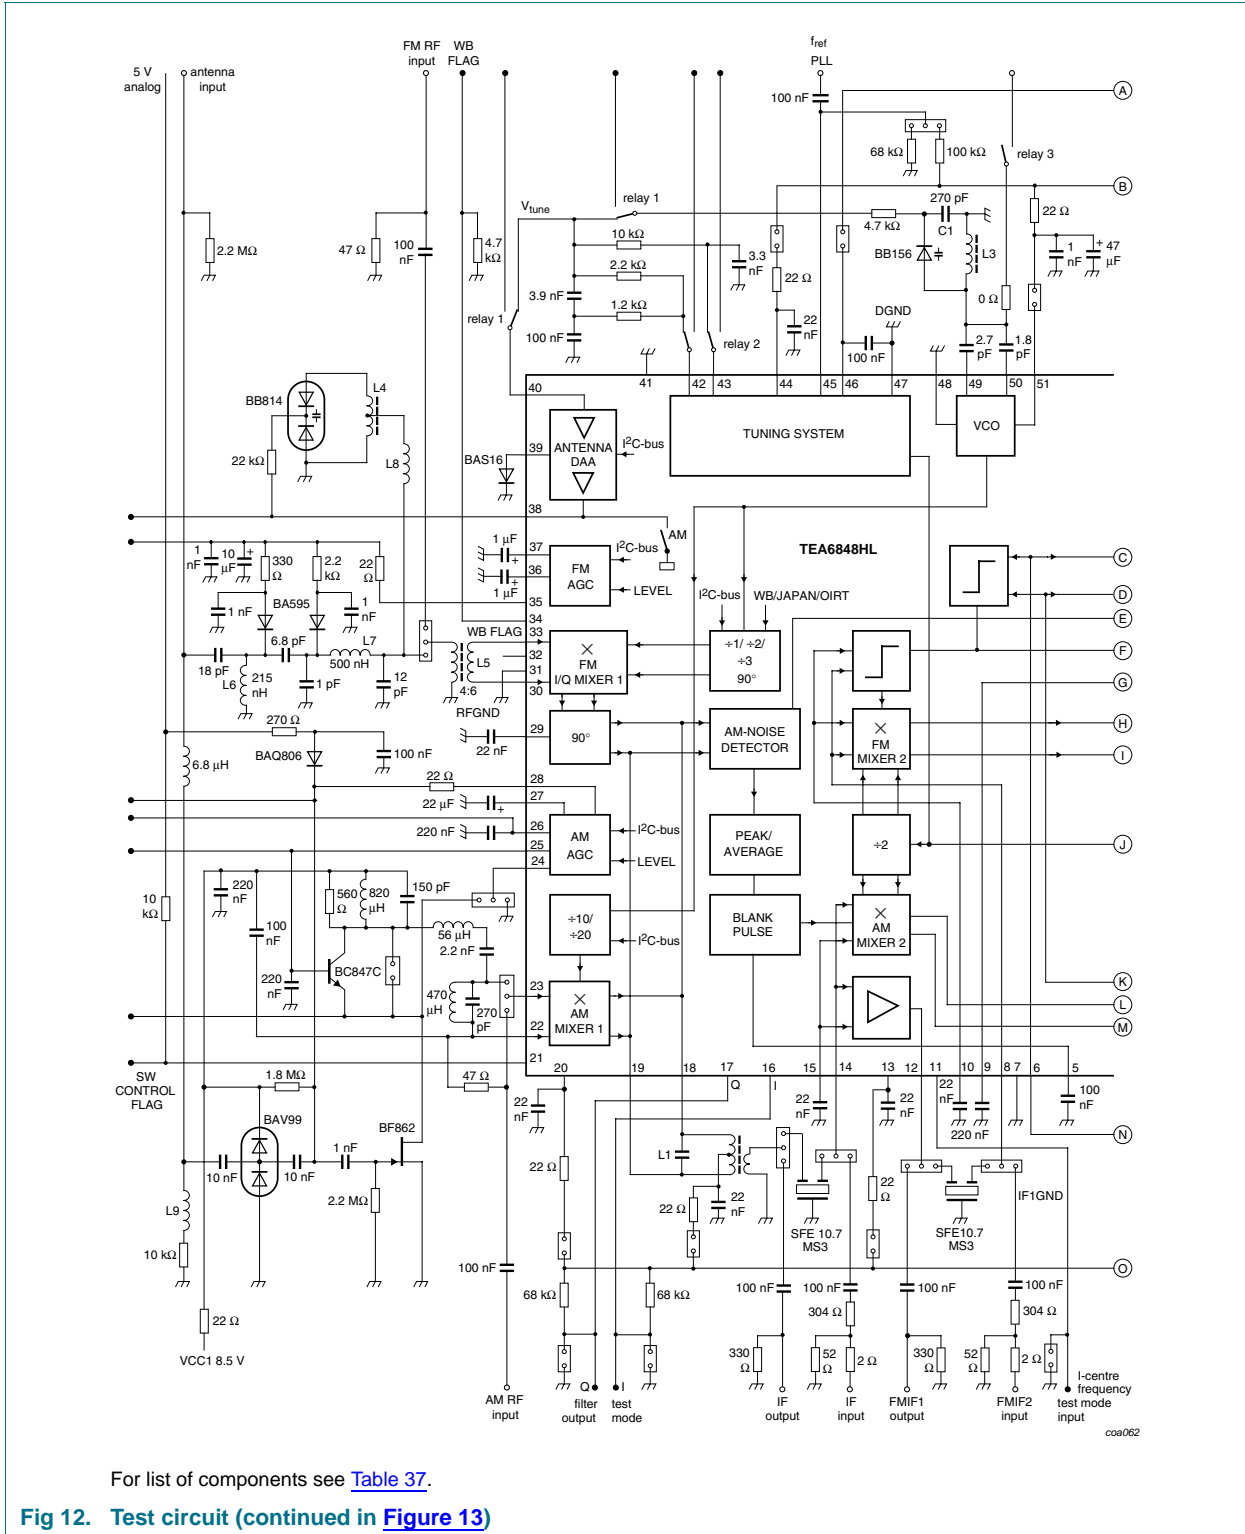 FM RF
input
WB
FLAG
fref
PLL
5 V
analog
antenna
input
100 nF
A
68 kΩ
100 kΩ
relay 3
B
relay 1
270 pF
C1
Vtune
2.2 MΩ
47 Ω
100
nF
4.7
kΩ
10 kΩ
4.7 kΩ
22 Ω
2.2 kΩ
3.3
nF
22 Ω
BB156
L3
1
nF
+
47
μF
3.9 nF
1.2 kΩ
0 Ω
relay 1
DGND
100 nF
relay 2
22
nF
100 nF
2.7
pF
1.8
pF
40
41
42
43
44
45
46
47
48
49
50
51
BB814
L4
ANTENNA
DAA
I2C-bus
TUNING SYSTEM
VCO
39
BAS16
22 kΩ
L8
38
AM
1
nF
10
μF
+
330
Ω
2.2
kΩ
22
Ω
1 μF
+
37
I2C-bus
TEA6848HL
FM
AGC
36
1 μF
+
LEVEL
35
C
D
I2C-bus
WB/JAPAN/OIRT
1 nF
BA595
1
nF
34
WB FLAG
E
6.8 pF
L7
33
FM
I/Q MIXER 1
÷1/ ÷2/
÷3
90°
F
18 pF
500 nH
L5
32
31
30
L6
215
nH
1 pF
12
pF
4:6
RFGND
G
270 Ω
29
22 nF
90°
AM-NOISE
DETECTOR
FM
MIXER 2
H
I
BAQ806
100 nF
6.8 μH
22 Ω
28
27
22 μF
+
220 nF
26
AM
AGC
I2C-bus
PEAK/
AVERAGE
÷2
J
25
24
LEVEL
10
kΩ
220
nF
560
Ω
820
μH
150 pF
100
nF
56 μH
÷10/
÷20
I2C-bus
BLANK
PULSE
AM
MIXER 2
2.2 nF
220
nF
BC847C
470
μH
270
pF
23
AM
MIXER 1
K
L
M
22
21
SW
CONTROL
FLAG
1.8 MΩ
47 Ω
20
19
18
17
Q
16
I
15
14
13
12
11
10
9
8
7
6
5
22
nF
22
nF
22
nF
22
nF
220 nF
100
nF
BAV99
BF862
N
10 nF
10 nF
1 nF
22 Ω
L1
22
nF
22 Ω
22
Ω
IF1GND
L9
2.2 MΩ
SFE 10.7
MS3
SFE10.7
MS3
10 kΩ
100 nF
O
68 kΩ
68 kΩ
100 nF
100 nF
100 nF
100 nF
304 Ω
304 Ω
22 Ω
VCC1 8.5 V
330
Ω
52
Ω
2 Ω
330
Ω
52
Ω
2 Ω
AM RF
input
Q
filter
output
I
test
mode
IF
output
IF
input
FMIF1
output
FMIF2
input
I-centre
frequency
test mode
input
coa062
For list of components see Table 37.
Fig 12. Test circuit (continued in Figure 13)